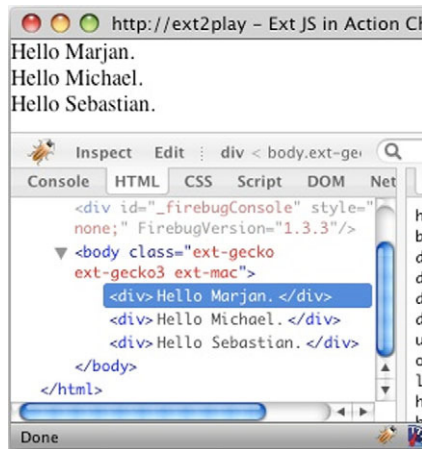 http://ext2play – Ext JS in Action Ch
Hello Marjan.
Hello Michael.
Hello Sebastian.
Inspect Edit div < body.ext-ge
Console HTML CSS Script DOM Net
<div id="_firebugConsole" style="
none;" FirebugVersion="1.3.3"/>
<body class="ext-gecko
ext-gecko3 ext-mac">
<div>Hello Marjan.</div>
<div>Hello Michael.</div>
<div>Hello Sebastian.</div>
</body>
</html>
Done